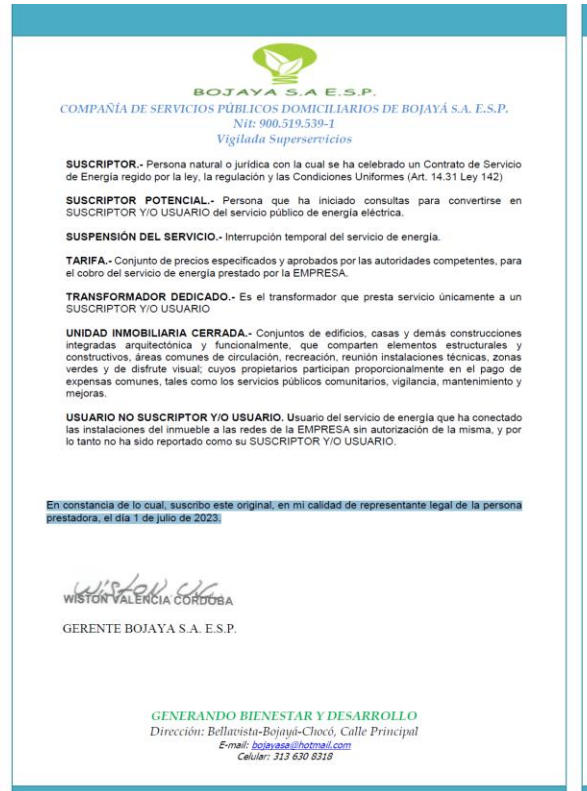 BOJAYA S.A E.S.P.
COMPAÑÍA DE SERVICIOS PÚBLICOS DOMICILIARIOS DE BOJAYÁ S.A. E.S.P.
Nit: 900.519.539-1
Vigilada Superservicios
SUSCRIPTOR.- Persona natural o jurídica con la cual se ha celebrado un Contrato de Servicio
de Energía regido por la ley, la regulación y las Condiciones Uniformes (Art. 14.31 Ley 142)
SUSCRIPTOR POTENCIAL.- Persona que ha iniciado consultas para convertirse en
SUSCRIPTOR Y/O USUARIO del servicio público de energía eléctrica.
SUSPENSIÓN DEL SERVICIO.- Interrupción temporal del servicio de energía.
TARIFA.- Conjunto de precios especificados y aprobados por las autoridades competentes, para
el cobro del servicio de energía prestado por la EMPRESA.
TRANSFORMADOR DEDICADO.- Es el transformador que presta servicio únicamente a un
SUSCRIPTOR Y/O USUARIO
UNIDAD INMOBILIARIA CERRADA.- Conjuntos de edificios, casas y demás construcciones
integradas arquitectónica y funcionalmente, que comparten elementos estructurales y
constructivos, áreas comunes de circulación, recreación, reunión instalaciones técnicas, zonas
verdes y de disfrute visual; cuyos propietarios participan proporcionalmente en el pago de
expensas comunes, tales como los servicios públicos comunitarios, vigilancia, mantenimiento y
mejoras.
USUARIO NO SUSCRIPTOR Y/O USUARIO. Usuario del servicio de energía que ha conectado
las instalaciones del inmueble a las redes de la EMPRESA sin autorización de la misma, y por
lo tanto no ha sido reportado como su SUSCRIPTOR Y/O USUARIO.
En constancia de lo cual, suscribo este original, en mi calidad de representante legal de la persona
prestadora, el día 1 de julio de 2023.
WISTON VALENCIA CORDOBA
GERENTE BOJAYA S.A. E.S.P.
GENERANDO BIENESTAR Y DESARROLLO
Dirección: Bellavista-Bojayá-Chocó, Calle Principal
E-mail: bojayasa@hotmail.com
Celular: 313 630 8318